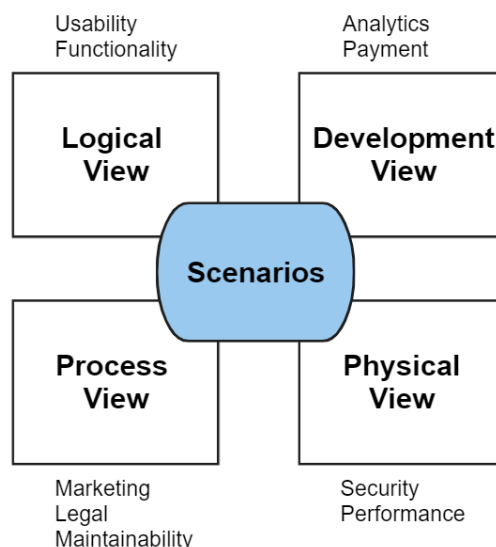 Usability
Functionality
Analytics
Payment
Logical
View
Development
View
Scenarios
Process
View
Physical
View
Marketing
Legal
Maintainability
Security
Performance